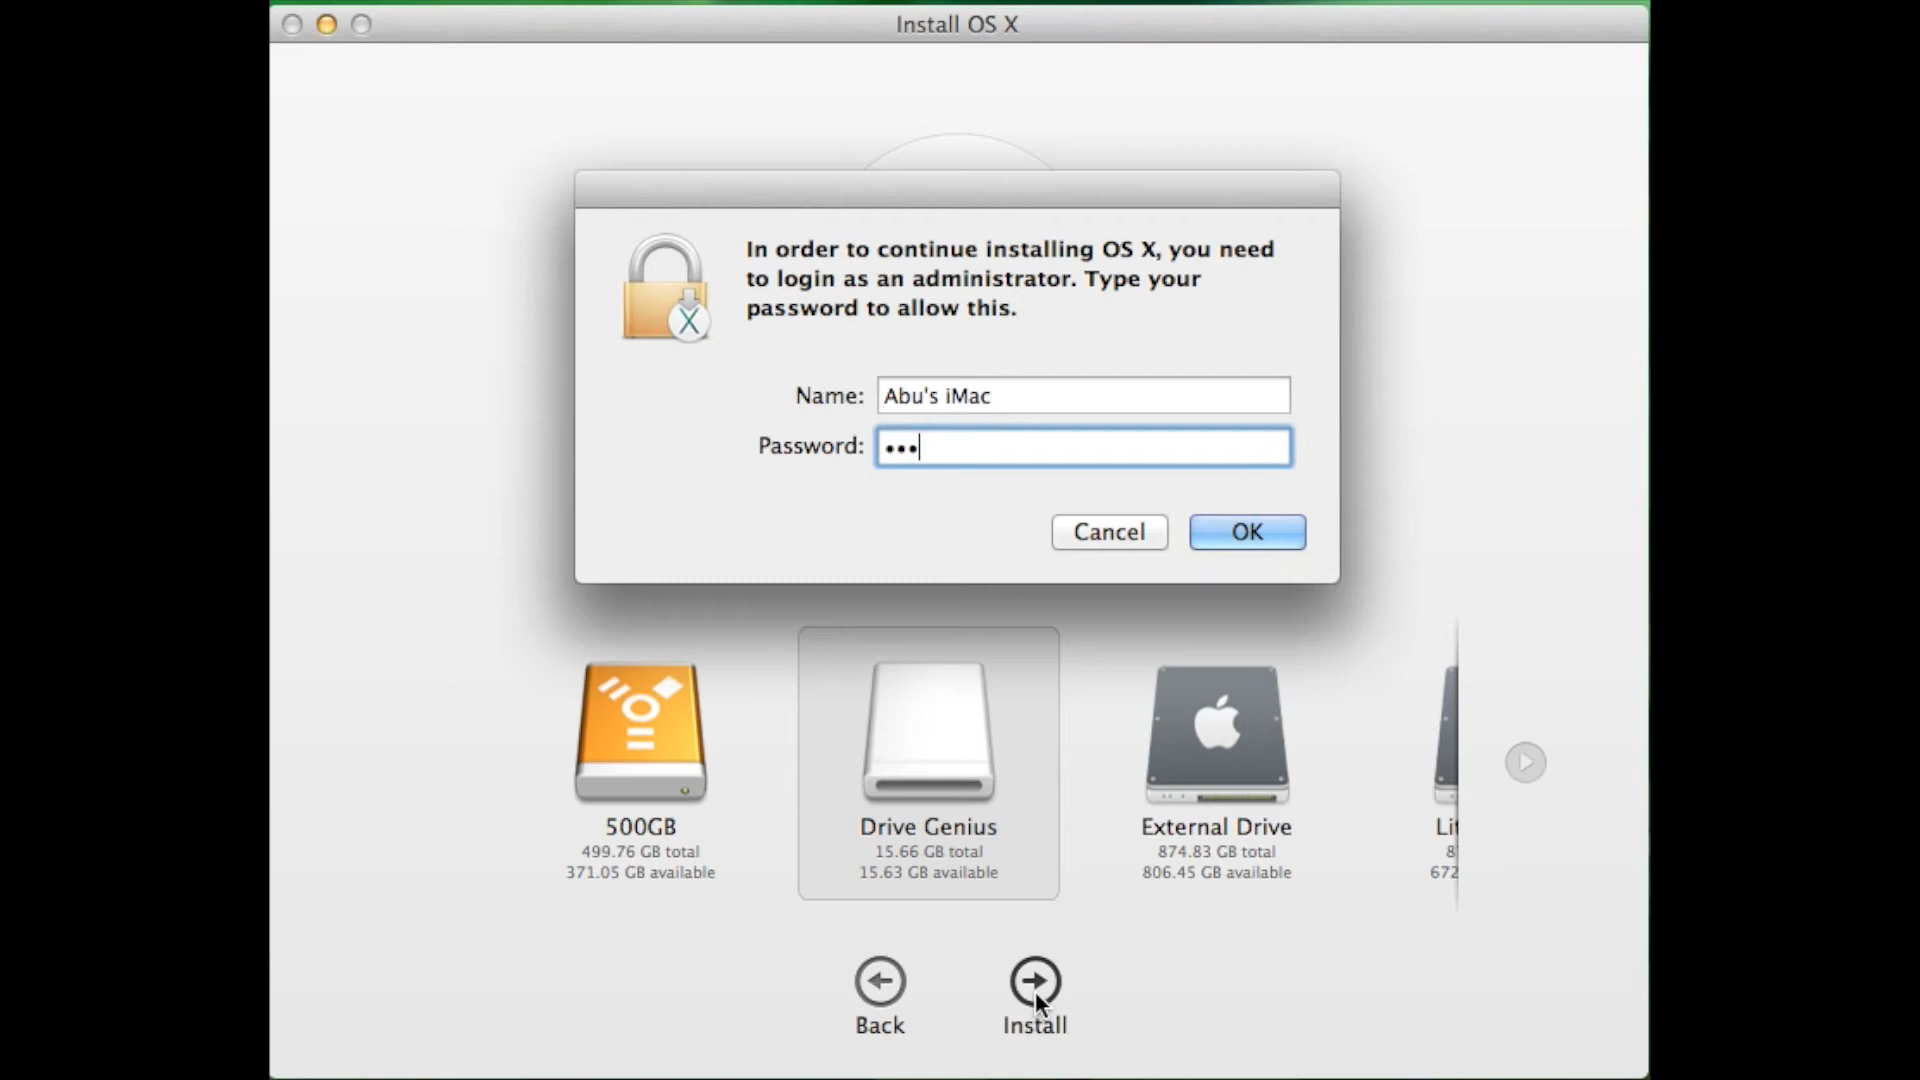 Install OS X
In order to continue installing OS X, you need
to login as an administrator. Type your
password to allow this.
Name: Abu's iMac
Password: •••
Cancel OK
500GB
499.76 GB total
371.05 GB available
Drive Genius
15.66 GB total
15.63 GB available
External Drive
874.83 GB total
806.45 GB available
672
Back
Install